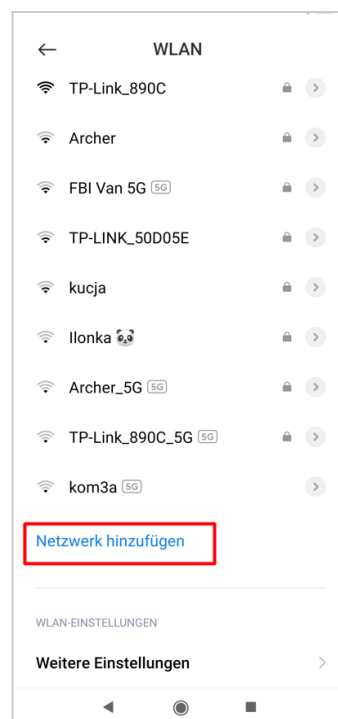 WLAN
TP-Link_890C
Archer
FBI Van 5G 5G
TP-LINK_50D05E
kucja
Ilonka 🐼
Archer_5G 5G
TP-Link_890C_5G 5G
kom3a 5G
Netzwerk hinzufügen
WLAN-EINSTELLUNGEN
Weitere Einstellungen